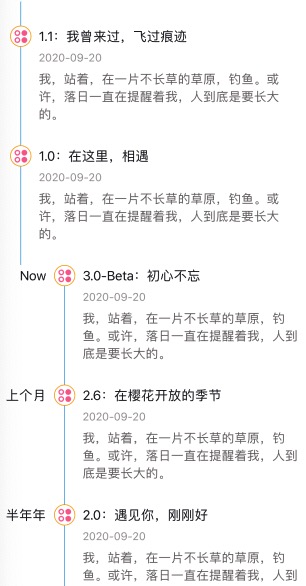 1.1：我曾来过，飞过痕迹
2020-09-20
我，站着，在一片不长草的草原，钓鱼。或
许，落日一直在提醒着我，人到底是要长大
的。
1.0：在这里，相遇
2020-09-20
我，站着，在一片不长草的草原，钓鱼。或
许，落日一直在提醒着我，人到底是要长大
的。
Now 3.0-Beta：初心不忘
2020-09-20
我，站着，在一片不长草的草原，钓
鱼。或许，落日一直在提醒着我，人到
底是要长大的。
上个月 2.6：在樱花开放的季节
2020-09-20
我，站着，在一片不长草的草原，钓
鱼。或许，落日一直在提醒着我，人到
底是要长大的。
半年年 2.0：遇见你，刚刚好
2020-09-20
我，站着，在一片不长草的草原，钓
鱼。或许，落日一直在提醒着我，人到